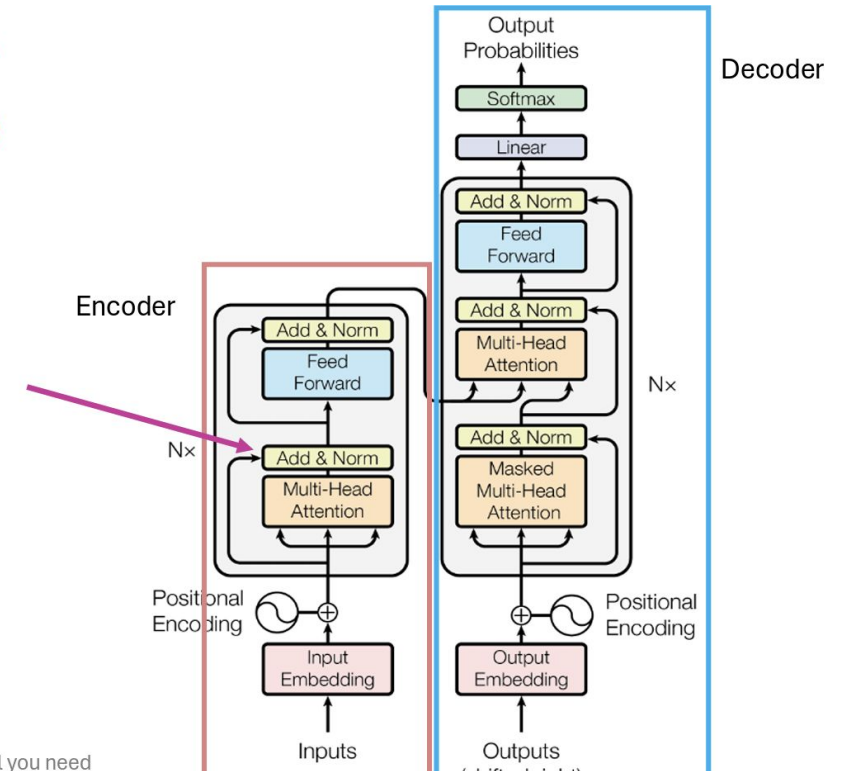 Output
Probabilities
Decoder
Softmax
Linear
Add & Norm
Feed
Forward
Add & Norm
Multi-Head
Attention
N×
Add & Norm
Masked
Multi-Head
Attention
Positional
Encoding
Output
Embedding
Outputs
(shifted right)
Encoder
Add & Norm
Feed
Forward
N×
Add & Norm
Multi-Head
Attention
Positional
Encoding
Input
Embedding
Inputs
you need